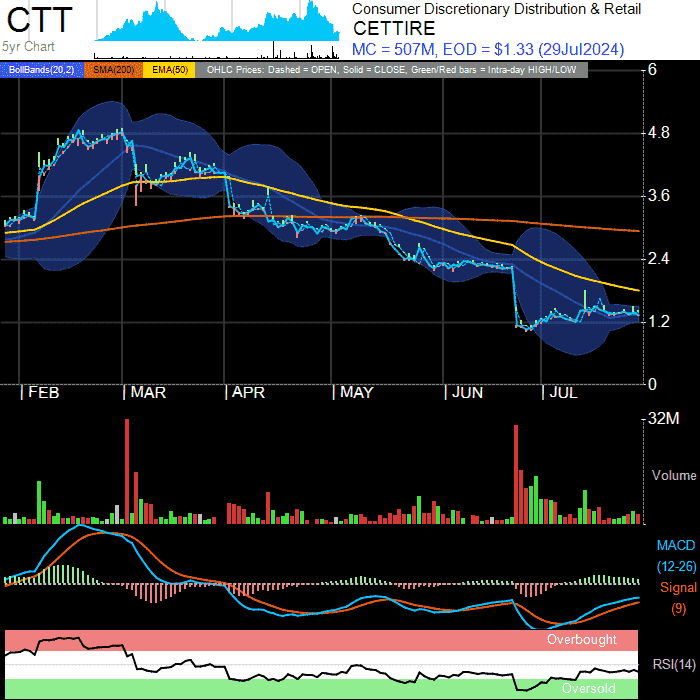 CTT
5yr Chart
Consumer Discretionary Distribution & Retail
CETTIRE
MC = 507M, EOD = $1.33 (29Jul2024)
BollBands(20,2) SMA(200) EMA(50) OHLC Prices: Dashed = OPEN, Solid = CLOSE, Green/Red bars = Intra-day HIGH/LOW
6
4.8
3.6
2.4
1.2
0
FEB MAR APR MAY JUN JUL
32M
Volume
MACD
(12-26)
Signal
(9)
Overbought
RSI(14)
Oversold